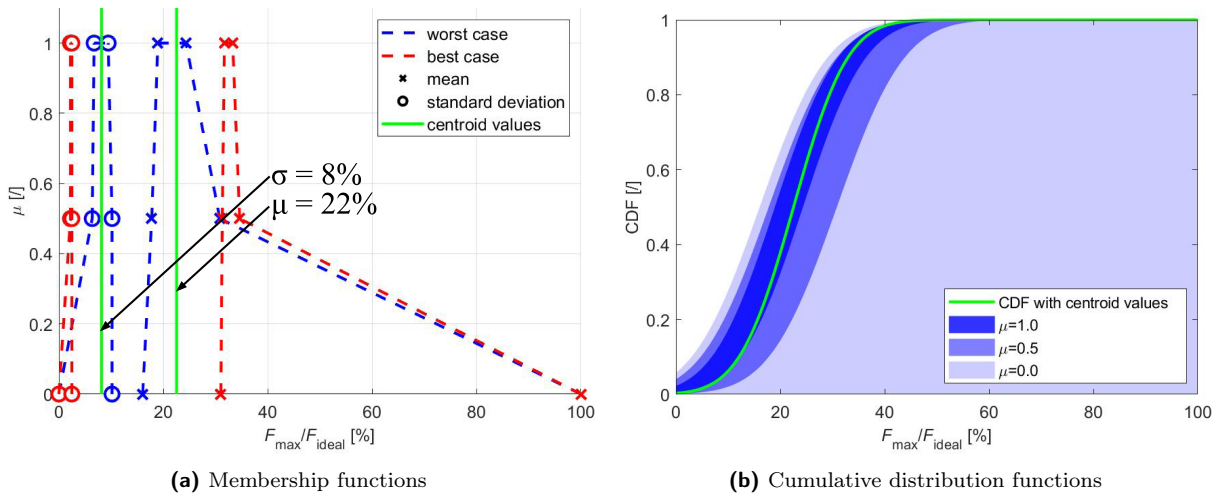 1
0.8
0.6
0.4
0.2
0
μ [/]
0
20
40
60
80
100
F_max/F_ideal [%]
worst case
best case
mean
standard deviation
centroid values
σ = 8%
μ = 22%
(a) Membership functions
1
0.8
0.6
0.4
0.2
0
CDF [/]
0
20
40
60
80
100
F_max/F_ideal [%]
CDF with centroid values
μ=1.0
μ=0.5
μ=0.0
(b) Cumulative distribution functions